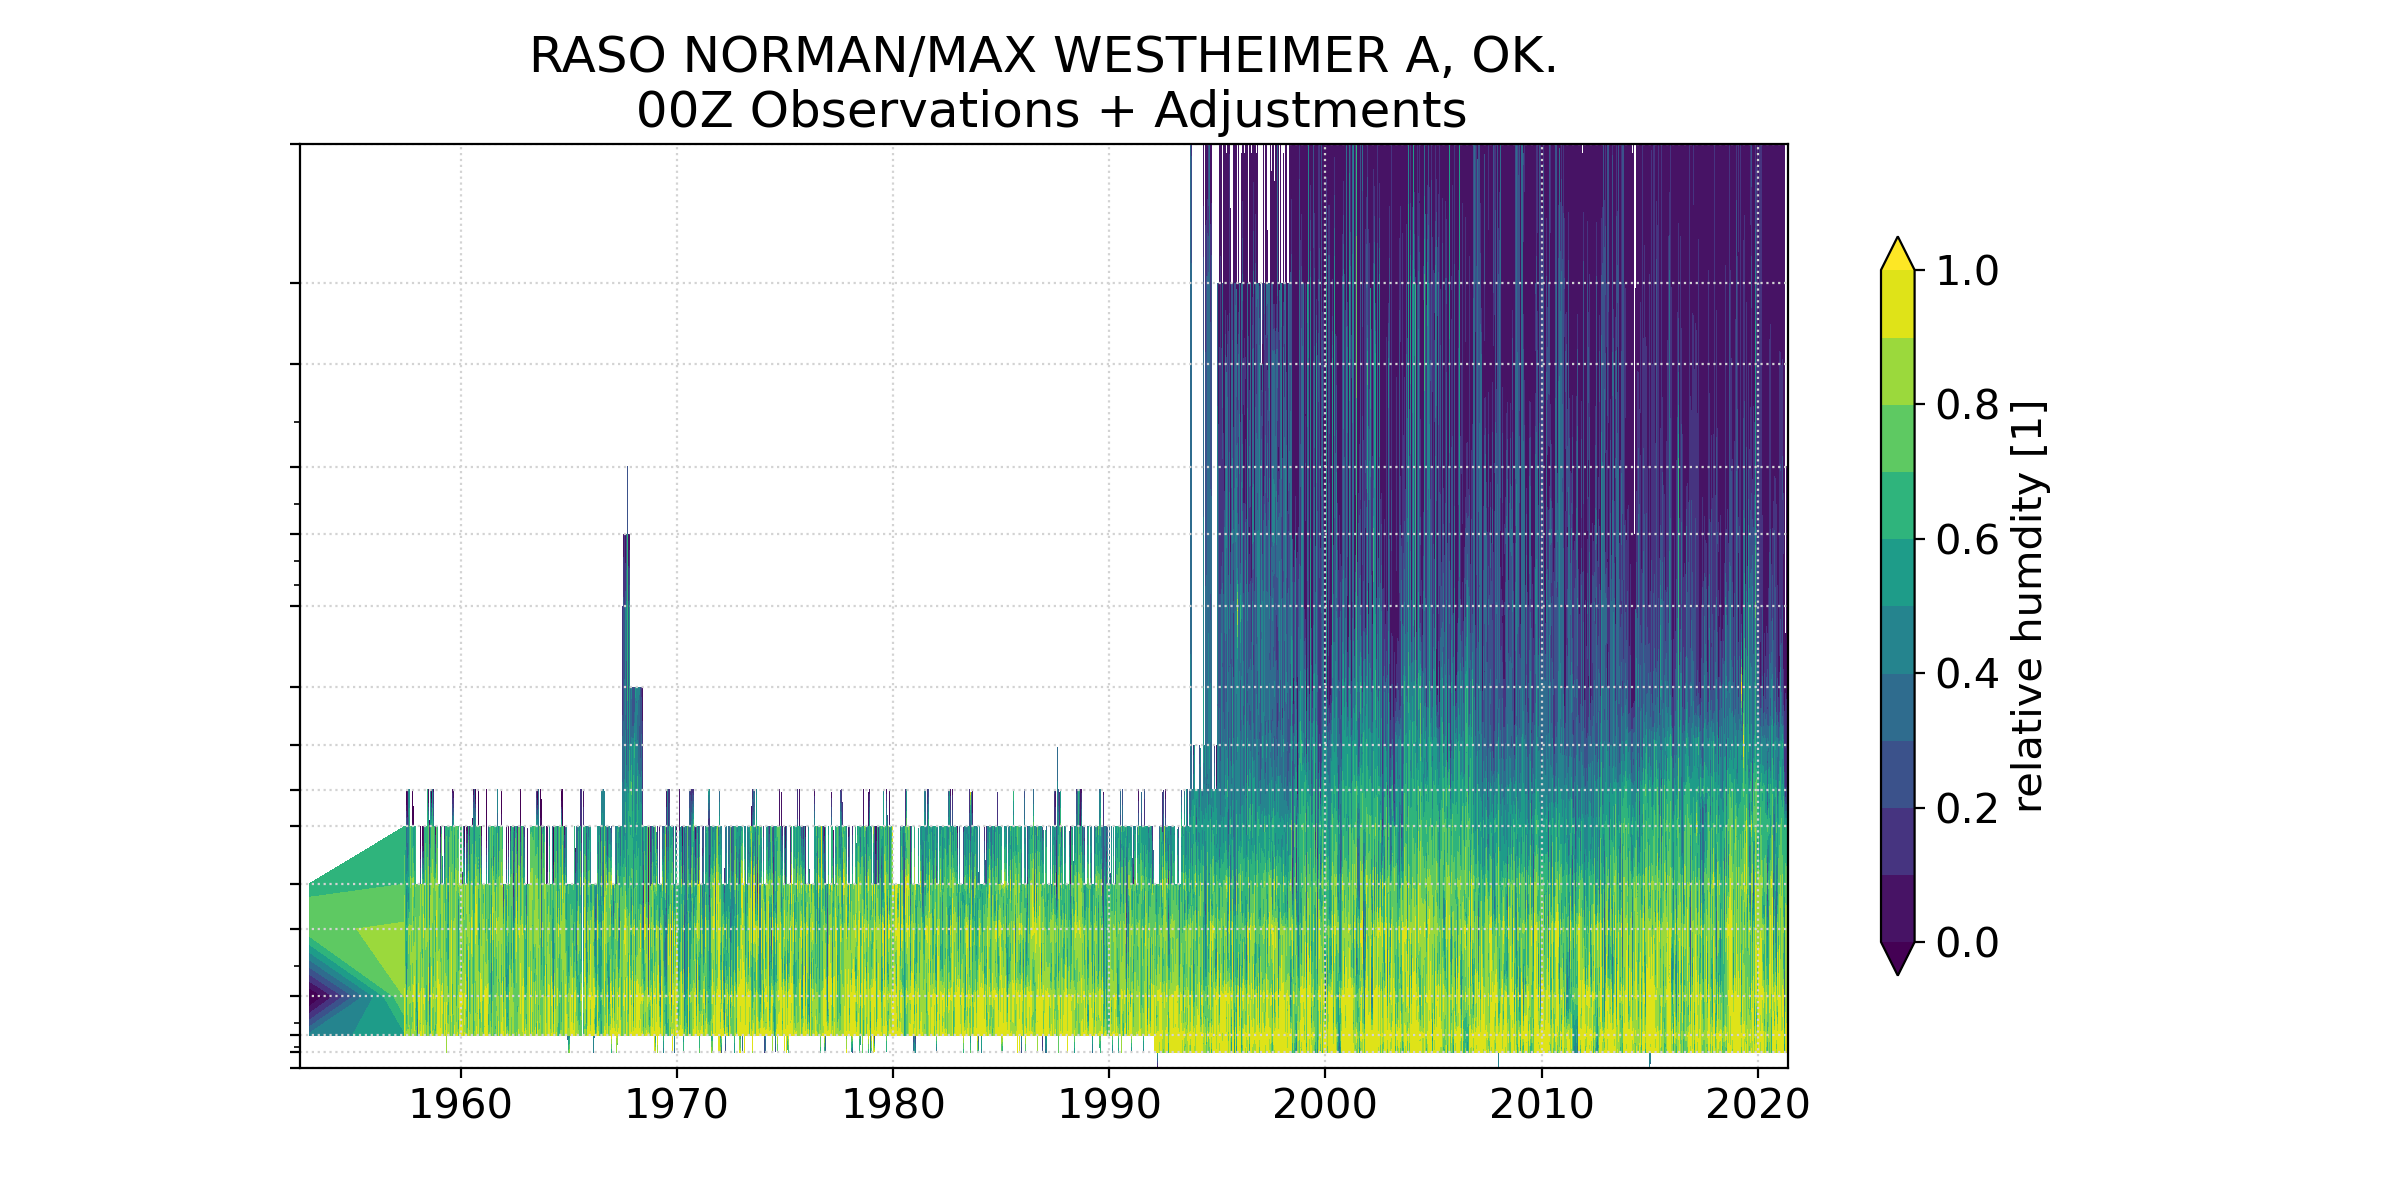 RASO NORMAN/MAX WESTHEIMER A, OK.
00Z Observations + Adjustments
1.0
0.8
0.6
0.4
0.2
0.0
relative humdity [1]
1960 1970 1980 1990 2000 2010 2020